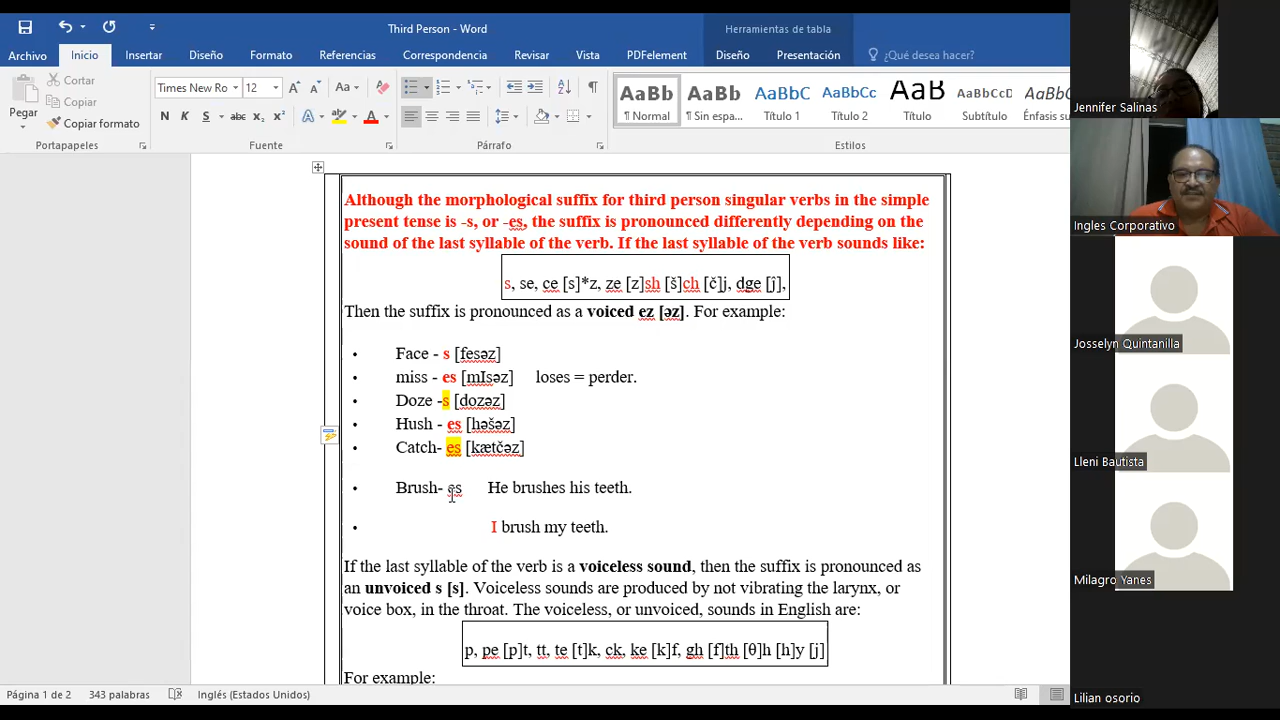 Third Person - Word
Herramientas de tabla
Archivo Inicio Insertar Diseño Formato Referencias Correspondencia Revisar Vista PDFelement Diseño Presentación ¿Qué desea hacer?
Cortar
Copiar
Copiar formato
Pegar
Times New Ro 12 Aa
N K S abc x₂ x² A A
AaBb AaBb AaBbC AaBbCc AaB AaBbCcD AaBbCc
¶ Normal ¶ Sin espa... Título 1 Título 2 Título Subtítulo Énfasis su
Portapapeles Fuente Párrafo Estilos
Although the morphological suffix for third person singular verbs in the simple
present tense is -s, or -es, the suffix is pronounced differently depending on the
sound of the last syllable of the verb. If the last syllable of the verb sounds like:
s, se, ce [s]*z, ze [z]sh [š]ch [č]j, dge [ĵ],
Then the suffix is pronounced as a voiced ez [əz]. For example:
• Face - s [fesəz]
• miss - es [mIsəz] loses = perder.
• Doze -s [dozəz]
• Hush - es [həšəz]
• Catch- es [kætčəz]
• Brush- es He brushes his teeth.
• I brush my teeth.
If the last syllable of the verb is a voiceless sound, then the suffix is pronounced as
an unvoiced s [s]. Voiceless sounds are produced by not vibrating the larynx, or
voice box, in the throat. The voiceless, or unvoiced, sounds in English are:
p, pe [p]t, tt, te [t]k, ck, ke [k]f, gh [f]th [θ]h [h]y [j]
For example:
Página 1 de 2 343 palabras Inglés (Estados Unidos)
Jennifer Salinas
Ingles Corporativo
Josselyn Quintanilla
Lleni Bautista
Milagro Yanes
Lilian osorio